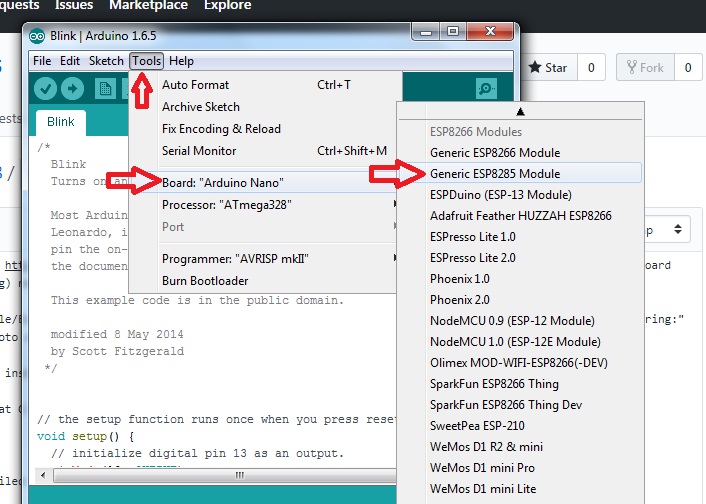 quests Issues Marketplace Explore
Blink | Arduino 1.6.5
File Edit Sketch Tools Help
Star 0 Fork 0
Blink
Auto Format Ctrl+T
Archive Sketch
Fix Encoding & Reload
Serial Monitor Ctrl+Shift+M
Board: "Arduino Nano"
Processor: "ATmega328"
Port
Programmer: "AVRISP mkII"
Burn Bootloader
ESP8266 Modules
Generic ESP8266 Module
Generic ESP8285 Module
ESPDuino (ESP-13 Module)
Adafruit Feather HUZZAH ESP8266
ESPresso Lite 1.0
ESPresso Lite 2.0
Phoenix 1.0
Phoenix 2.0
NodeMCU 0.9 (ESP-12 Module)
NodeMCU 1.0 (ESP-12E Module)
Olimex MOD-WIFI-ESP8266(-DEV)
SparkFun ESP8266 Thing
SparkFun ESP8266 Thing Dev
SweetPea ESP-210
WeMos D1 R2 & mini
WeMos D1 mini Pro
WeMos D1 mini Lite
/*
Blink
Turns on an
Most Arduin
Leonardo, i
pin the on-
the documen
This example code is in the public domain.
modified 8 May 2014
by Scott Fitzgerald
*/
// the setup function runs once when you press reset
void setup() {
// initialize digital pin 13 as an output.
oard
ring:"